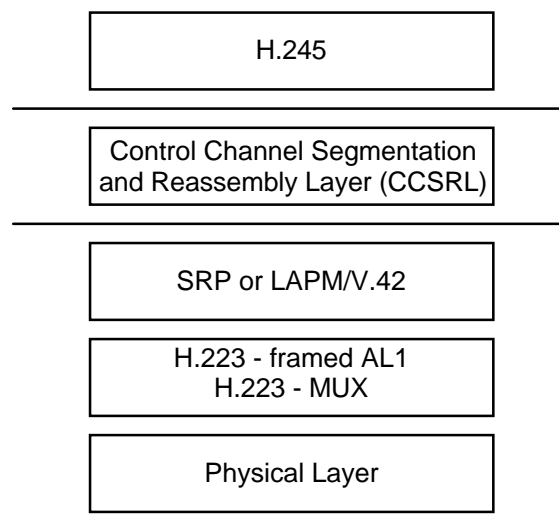 H.245
Control Channel Segmentation
and Reassembly Layer (CCSRL)
SRP or LAPM/V.42
H.223 - framed AL1
H.223 - MUX
Physical Layer